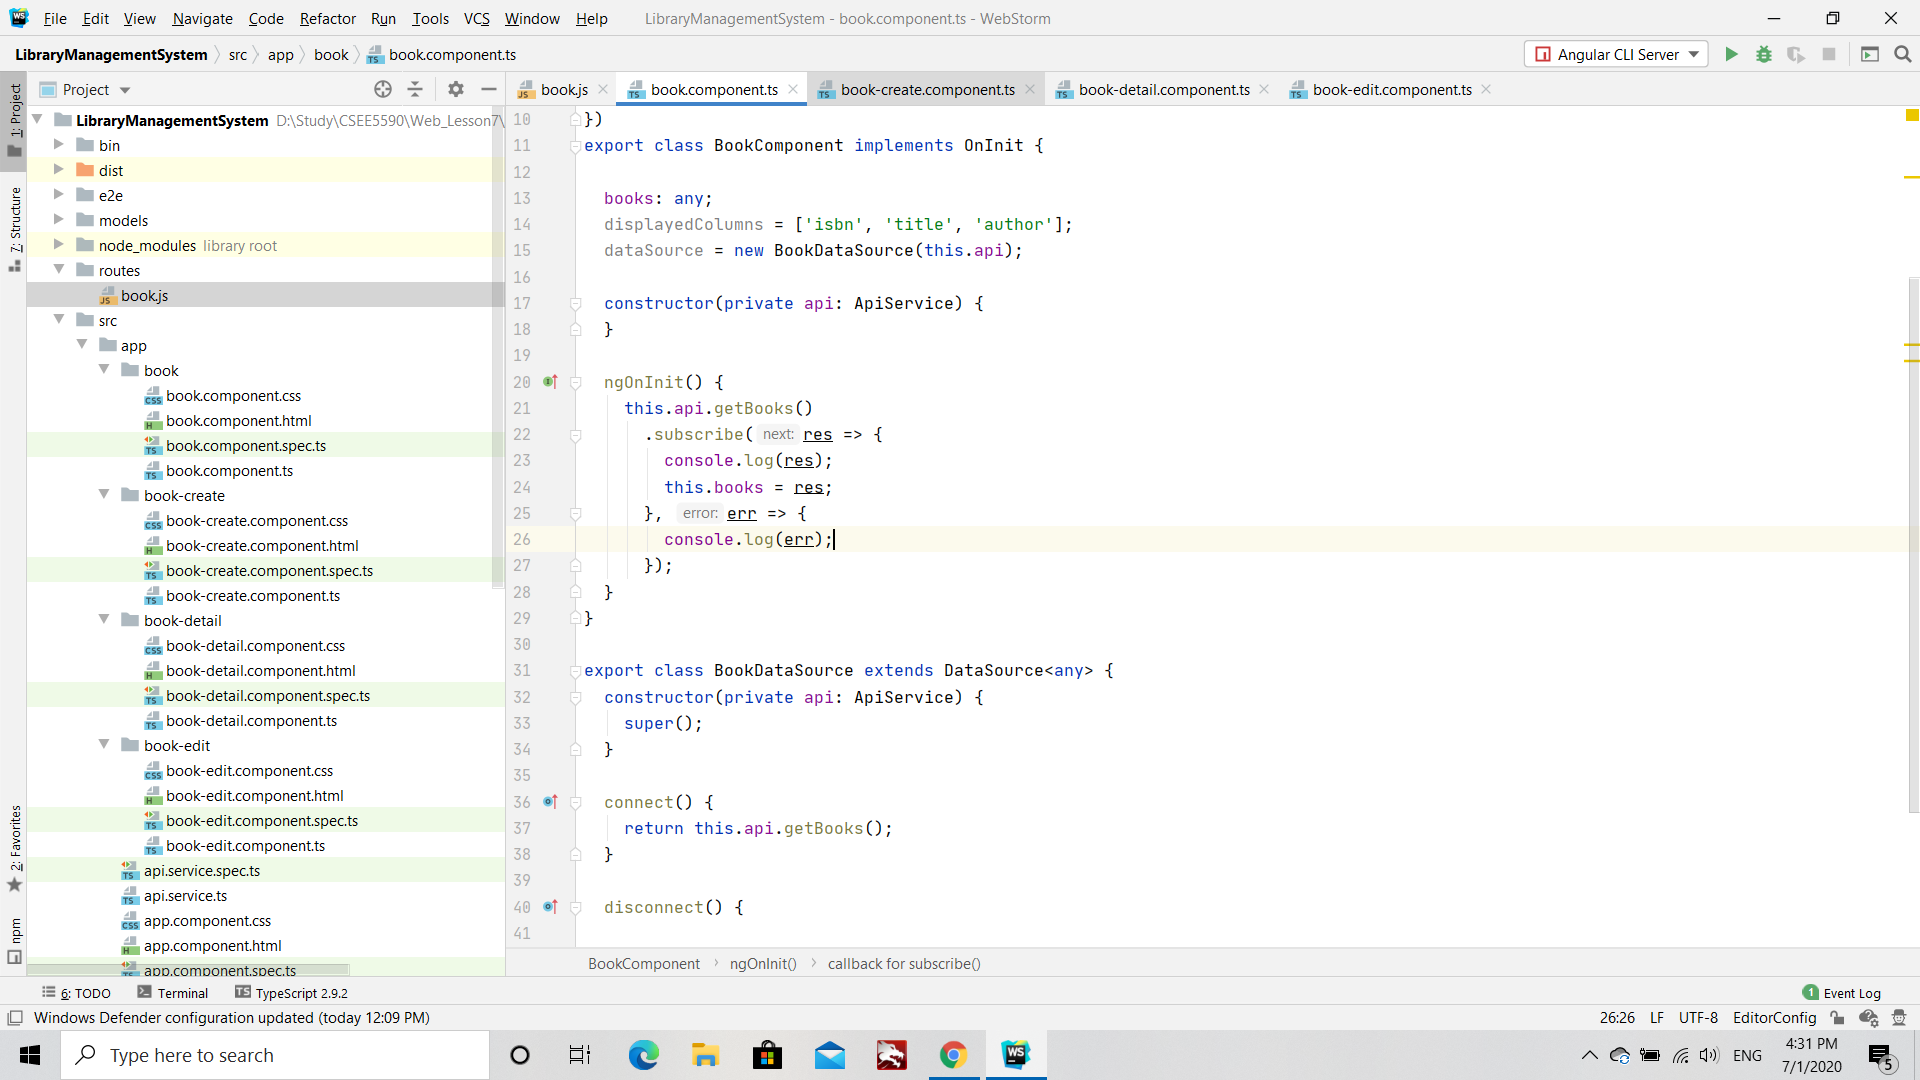 File Edit View Navigate Code Refactor Run Tools VCS Window Help LibraryManagementSystem - book.component.ts - WebStorm
LibraryManagementSystem src app book book.component.ts Angular CLI Server
Project book.js book.component.ts book-create.component.ts book-detail.component.ts book-edit.component.ts
1: Project
7: Structure
2: Favorites
npm
LibraryManagementSystem D:\Study\CSEE5590\Web_Lesson7\
bin
dist
e2e
models
node_modules library root
routes
book.js
src
app
book
book.component.css
book.component.html
book.component.spec.ts
book.component.ts
book-create
book-create.component.css
book-create.component.html
book-create.component.spec.ts
book-create.component.ts
book-detail
book-detail.component.css
book-detail.component.html
book-detail.component.spec.ts
book-detail.component.ts
book-edit
book-edit.component.css
book-edit.component.html
book-edit.component.spec.ts
book-edit.component.ts
api.service.spec.ts
api.service.ts
app.component.css
app.component.html
app.component.spec.ts
10 })
11 export class BookComponent implements OnInit {
12
13 books: any;
14 displayedColumns = ['isbn', 'title', 'author'];
15 dataSource = new BookDataSource(this.api);
16
17 constructor(private api: ApiService) {
18 }
19
20 ngOnInit() {
21 this.api.getBooks()
22 .subscribe( next: res => {
23 console.log(res);
24 this.books = res;
25 }, error: err => {
26 console.log(err);
27 });
28 }
29 }
30
31 export class BookDataSource extends DataSource<any> {
32 constructor(private api: ApiService) {
33 super();
34 }
35
36 connect() {
37 return this.api.getBooks();
38 }
39
40 disconnect() {
41
BookComponent ngOnInit() callback for subscribe()
6: TODO Terminal TypeScript 2.9.2 1 Event Log
Windows Defender configuration updated (today 12:09 PM) 26:26 LF UTF-8 EditorConfig
Type here to search ENG 4:31 PM
7/1/2020 5